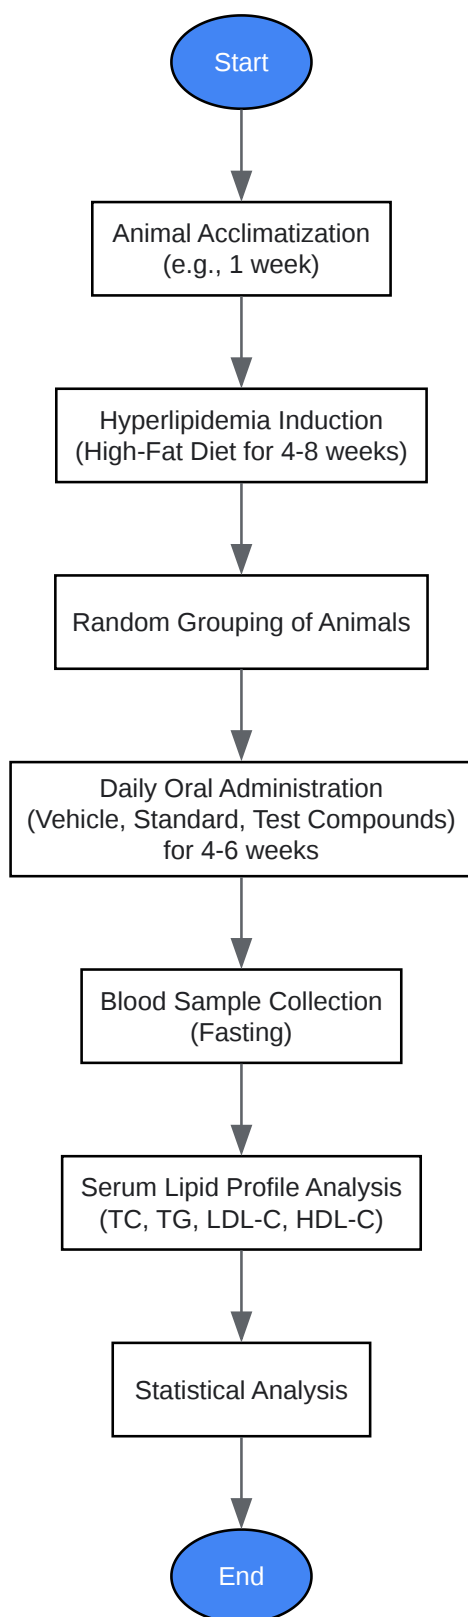 Start
Animal Acclimatization
(e.g., 1 week)
Hyperlipidemia Induction
(High-Fat Diet for 4-8 weeks)
Random Grouping of Animals
Daily Oral Administration
(Vehicle, Standard, Test Compounds)
for 4-6 weeks
Blood Sample Collection
(Fasting)
Serum Lipid Profile Analysis
(TC, TG, LDL-C, HDL-C)
Statistical Analysis
End